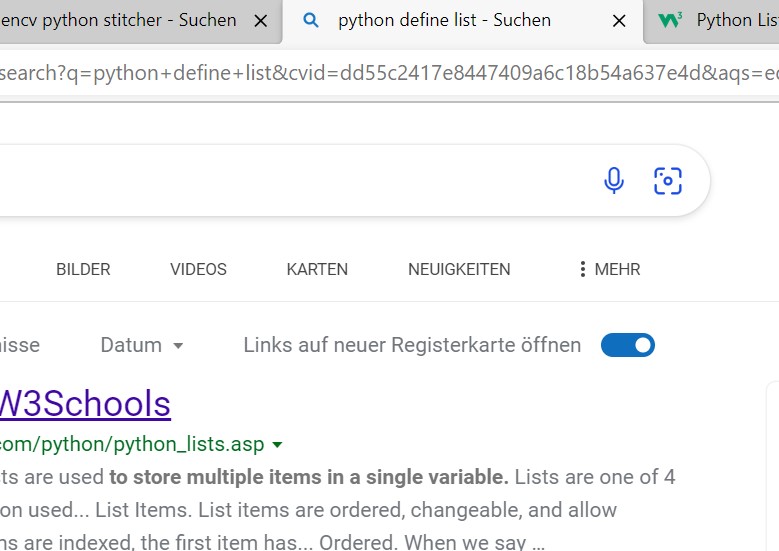 encv python stitcher - Suchen
python define list - Suchen
Python Lis
search?q=python+define+list&cvid=dd55c2417e8447409a6c18b54a637e4d&aqs=ed
BILDER VIDEOS KARTEN NEUIGKEITEN MEHR
nisse Datum Links auf neuer Registerkarte öffnen
W3Schools
com/python/python_lists.asp
ts are used to store multiple items in a single variable. Lists are one of 4
on used... List Items. List items are ordered, changeable, and allow
ns are indexed, the first item has... Ordered. When we say ...